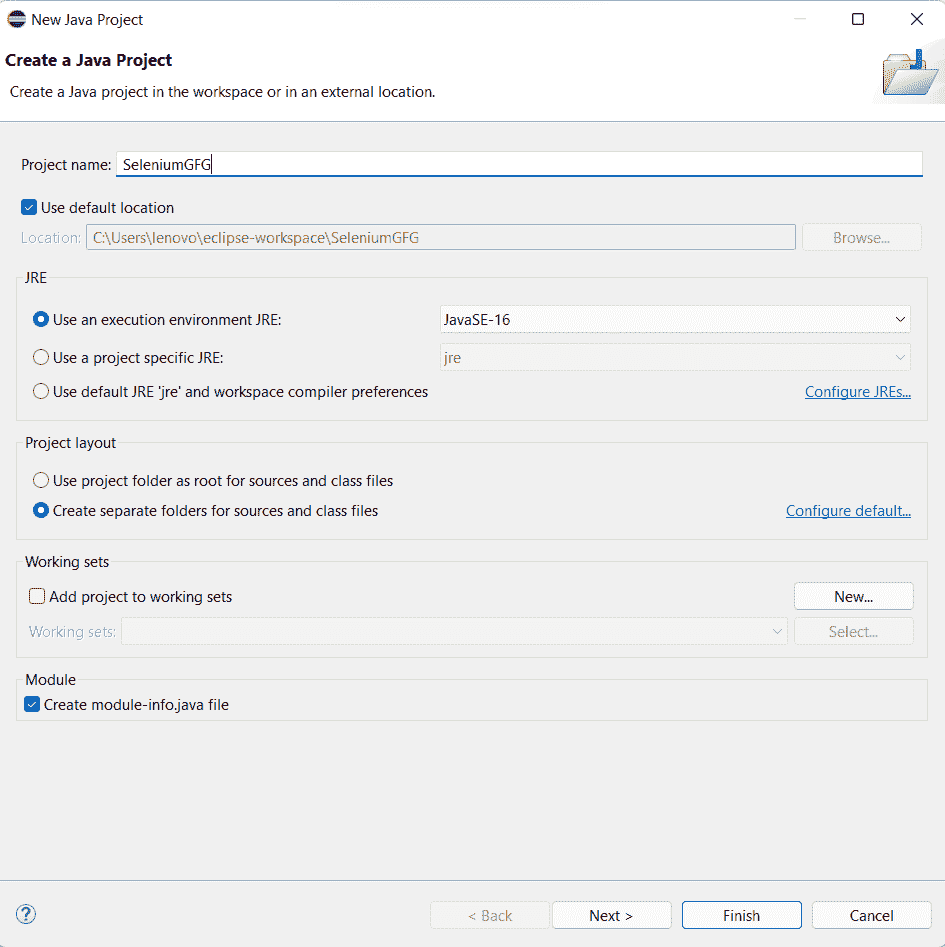 New Java Project
Create a Java Project
Create a Java project in the workspace or in an external location.
Project name: SeleniumGFG
Use default location
Location: C:\Users\lenovo\eclipse-workspace\SeleniumGFG Browse...
JRE
Use an execution environment JRE: JavaSE-16
Use a project specific JRE: jre
Use default JRE 'jre' and workspace compiler preferences Configure JREs...
Project layout
Use project folder as root for sources and class files
Create separate folders for sources and class files Configure default...
Working sets
Add project to working sets New...
Working sets: Select...
Module
Create module-info.java file
? < Back Next > Finish Cancel